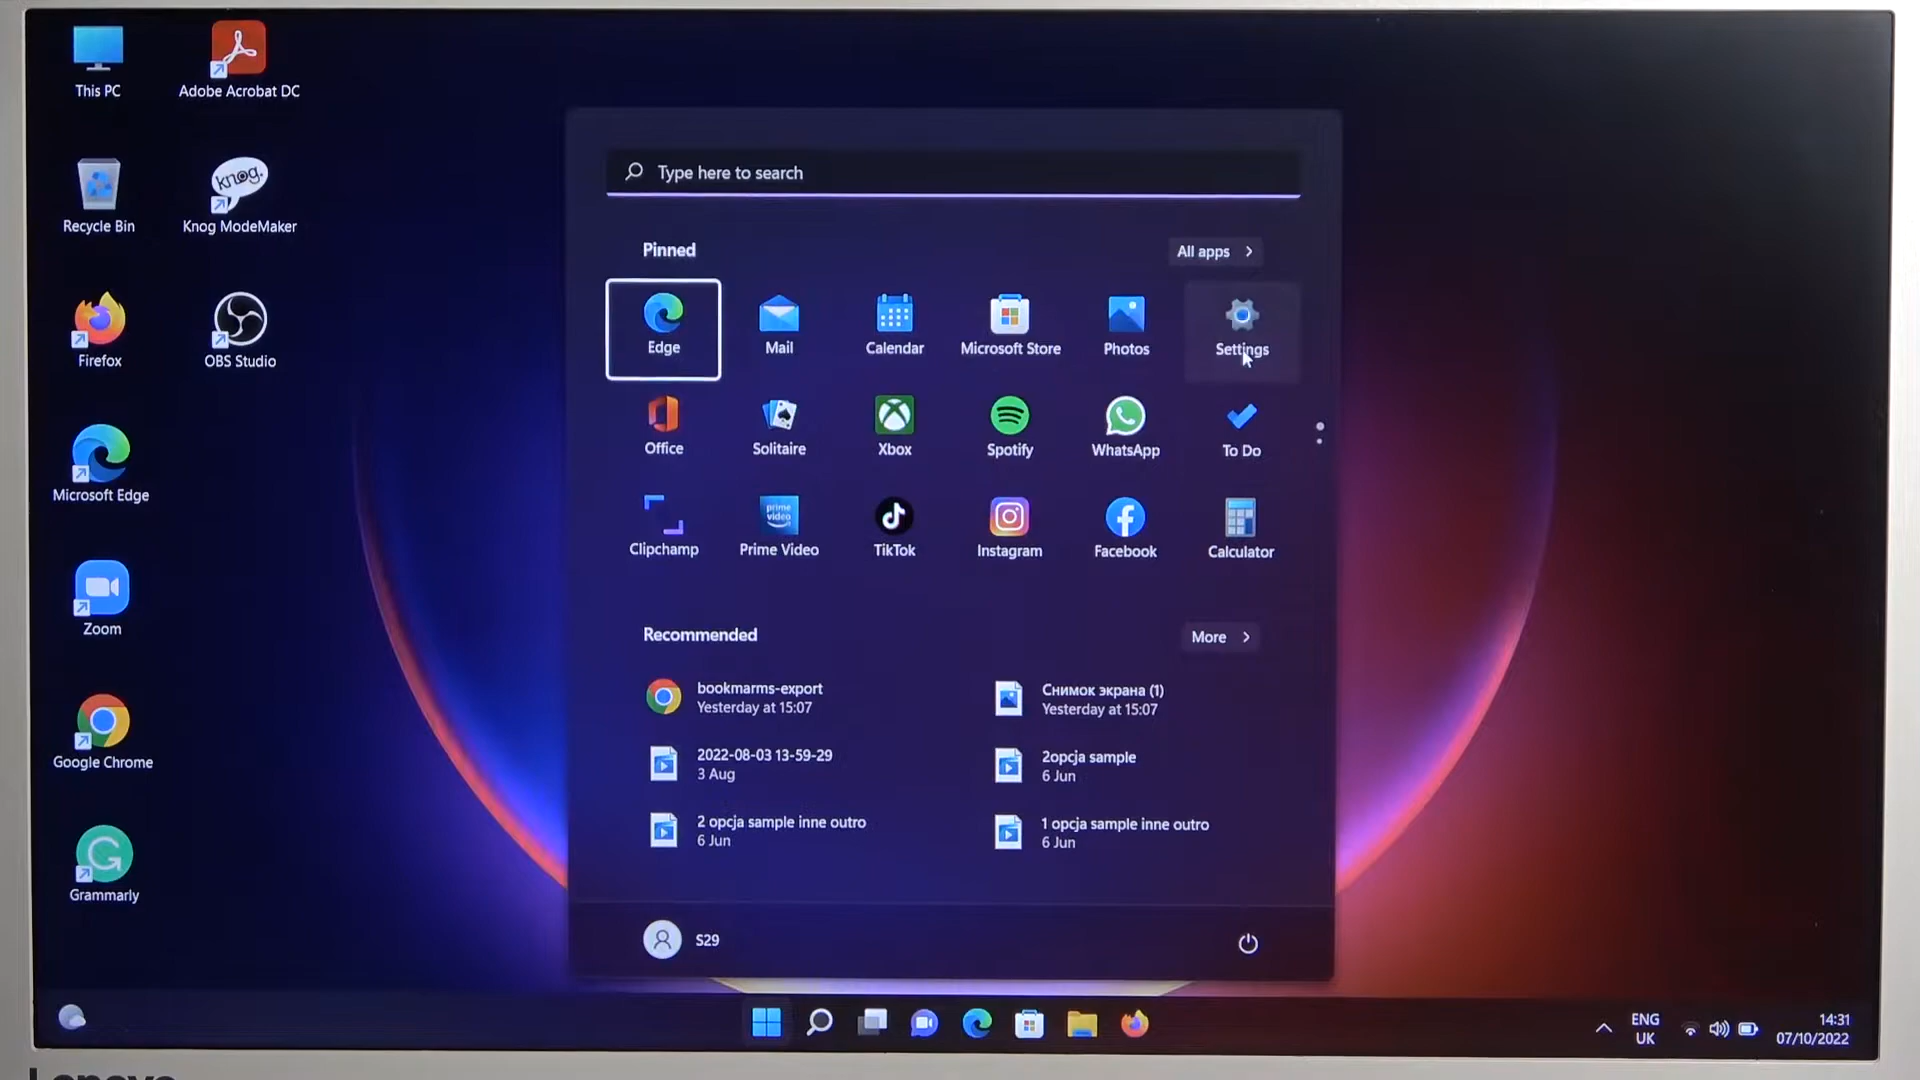 This PC
Adobe Acrobat DC
Recycle Bin
knog.
Knog ModeMaker
Firefox
OBS Studio
Microsoft Edge
Zoom
Google Chrome
Grammarly
Type here to search
Pinned
All apps
Edge
Mail
Calendar
Microsoft Store
Photos
Settings
Office
Solitaire
Xbox
Spotify
WhatsApp
To Do
Clipchamp
prime
video
Prime Video
TikTok
Instagram
Facebook
Calculator
Recommended
More
bookmarms-export
Yesterday at 15:07
Снимок экрана (1)
Yesterday at 15:07
2022-08-03 13-59-29
3 Aug
2opcja sample
6 Jun
2 opcja sample inne outro
6 Jun
1 opcja sample inne outro
6 Jun
S29
ENG
UK
14:31
07/10/2022
Lenovo